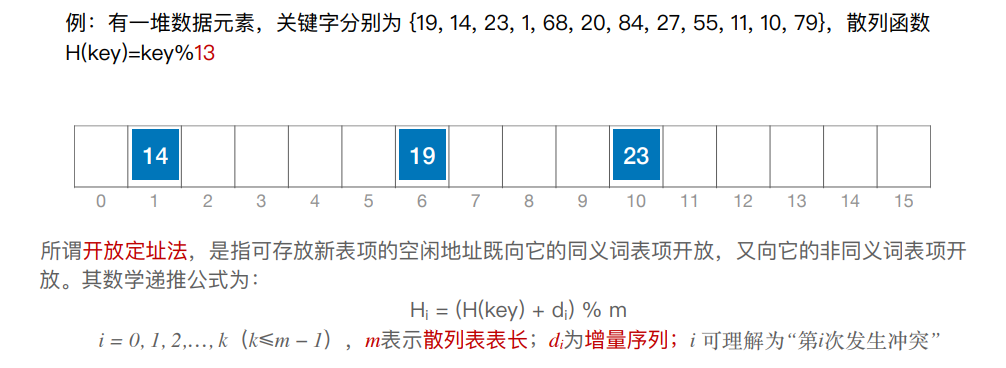 例：有一堆数据元素，关键字分别为 {19, 14, 23, 1, 68, 20, 84, 27, 55, 11, 10, 79}，散列函数
H(key)=key%13
14 19 23
0 1 2 3 4 5 6 7 8 9 10 11 12 13 14 15
所谓开放定址法，是指可存放新表项的空闲地址既向它的同义词表项开放，又向它的非同义词表项开
放。其数学递推公式为：
Hᵢ = (H(key) + dᵢ) % m
i = 0, 1, 2,…, k（k⩽m − 1），m表示散列表表长；dᵢ为增量序列；i 可理解为“第i次发生冲突”